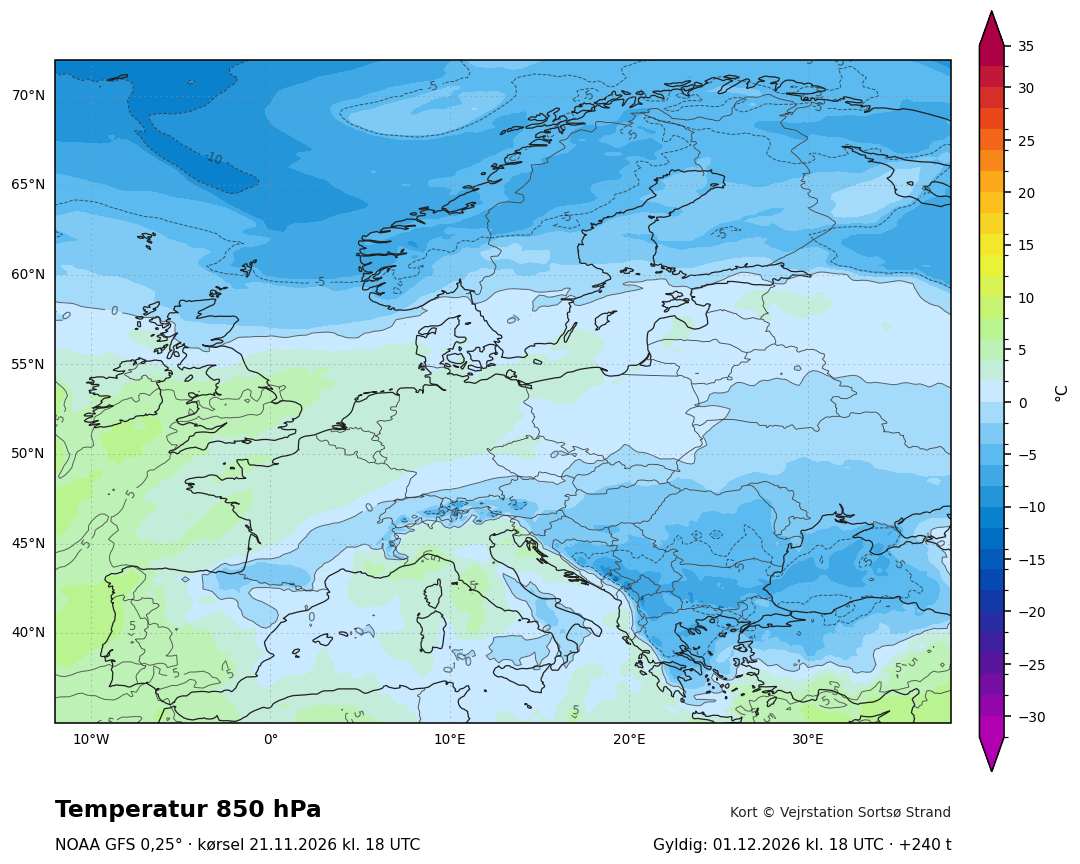 70°N
65°N
60°N
55°N
50°N
45°N
40°N
10°W
0°
10°E
20°E
30°E
35
30
25
20
15
10
5
0
−5
−10
−15
−20
−25
−30
°C
Temperatur 850 hPa
Kort © Vejrstation Sortsø Strand
NOAA GFS 0,25° · kørsel 21.11.2026 kl. 18 UTC
Gyldig: 01.12.2026 kl. 18 UTC · +240 t